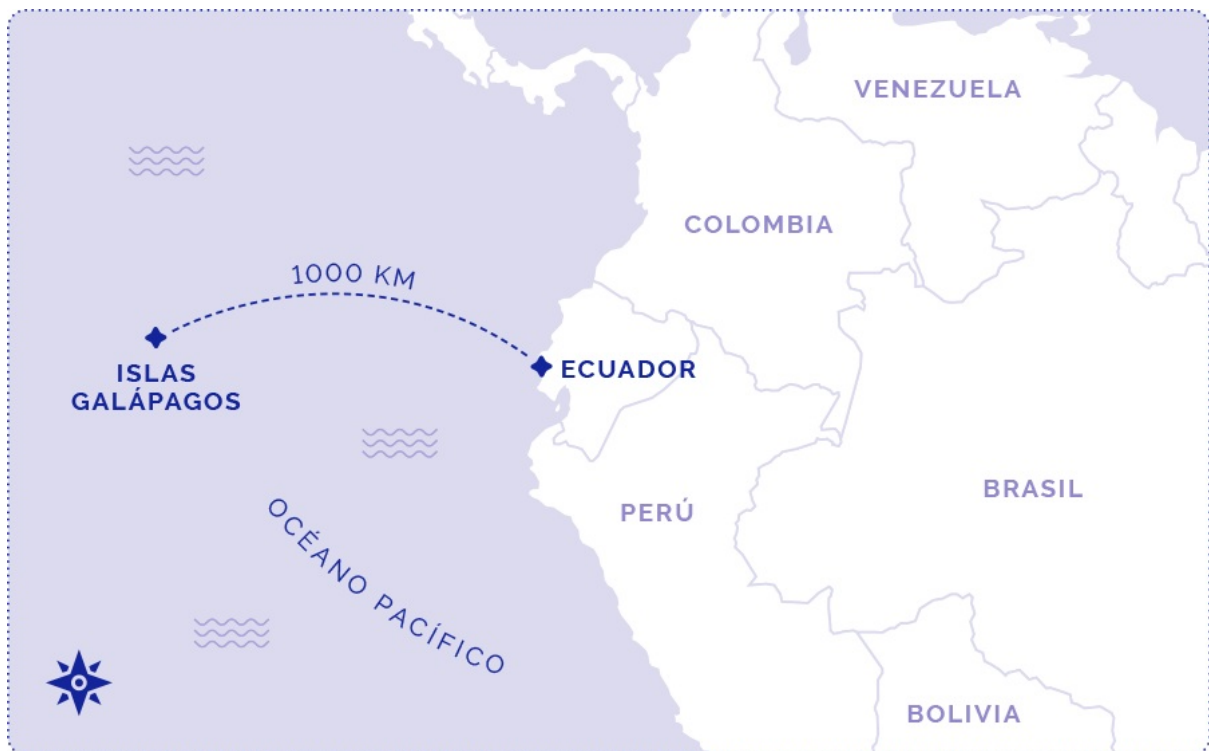 VENEZUELA
COLOMBIA
1000 KM
ISLAS
GALÁPAGOS
ECUADOR
PERÚ
BRASIL
OCÉANO PACÍFICO
BOLIVIA